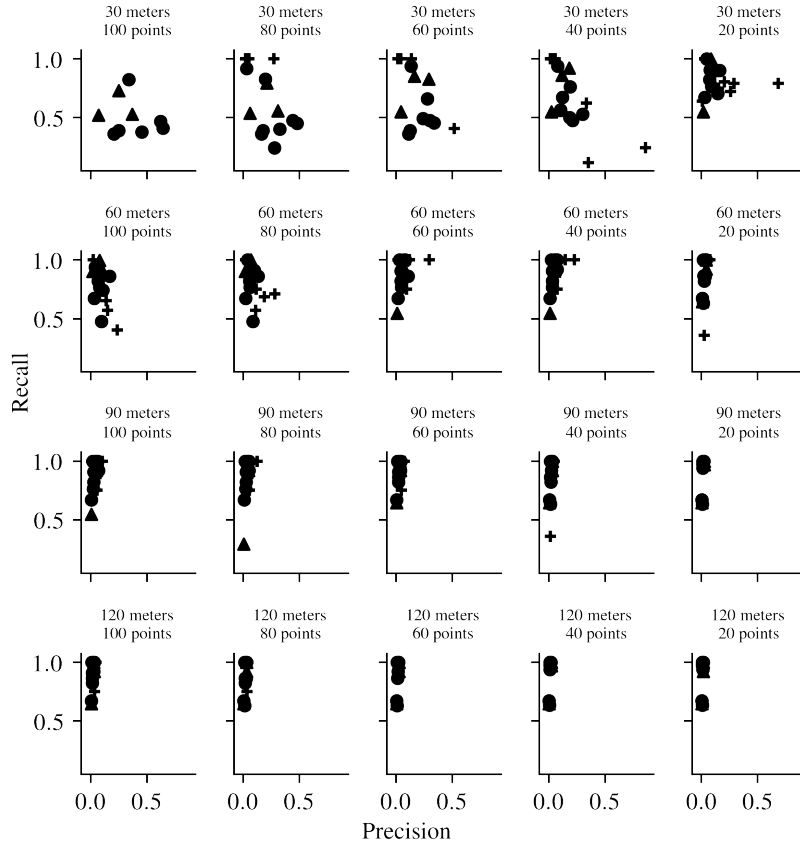 30 meters 30 meters 30 meters 30 meters 30 meters
100 points 80 points 60 points 40 points 20 points
1.0
0.5
60 meters 60 meters 60 meters 60 meters 60 meters
100 points 80 points 60 points 40 points 20 points
1.0
0.5
Recall
90 meters 90 meters 90 meters 90 meters 90 meters
100 points 80 points 60 points 40 points 20 points
1.0
0.5
120 meters 120 meters 120 meters 120 meters 120 meters
100 points 80 points 60 points 40 points 20 points
1.0
0.5
0.0 0.5 0.0 0.5 0.0 0.5 0.0 0.5 0.0 0.5
Precision